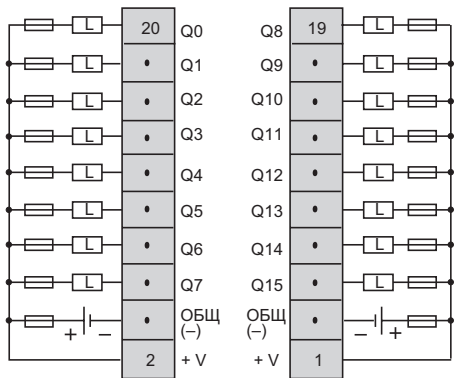 L 20 Q0 Q8 19 L
L • Q1 Q9 • L
L • Q2 Q10 • L
L • Q3 Q11 • L
L • Q4 Q12 • L
L • Q5 Q13 • L
L • Q6 Q14 • L
L • Q7 Q15 • L
+ – • ОБЩ ОБЩ • – +
(–) (–)
2 + V + V 1